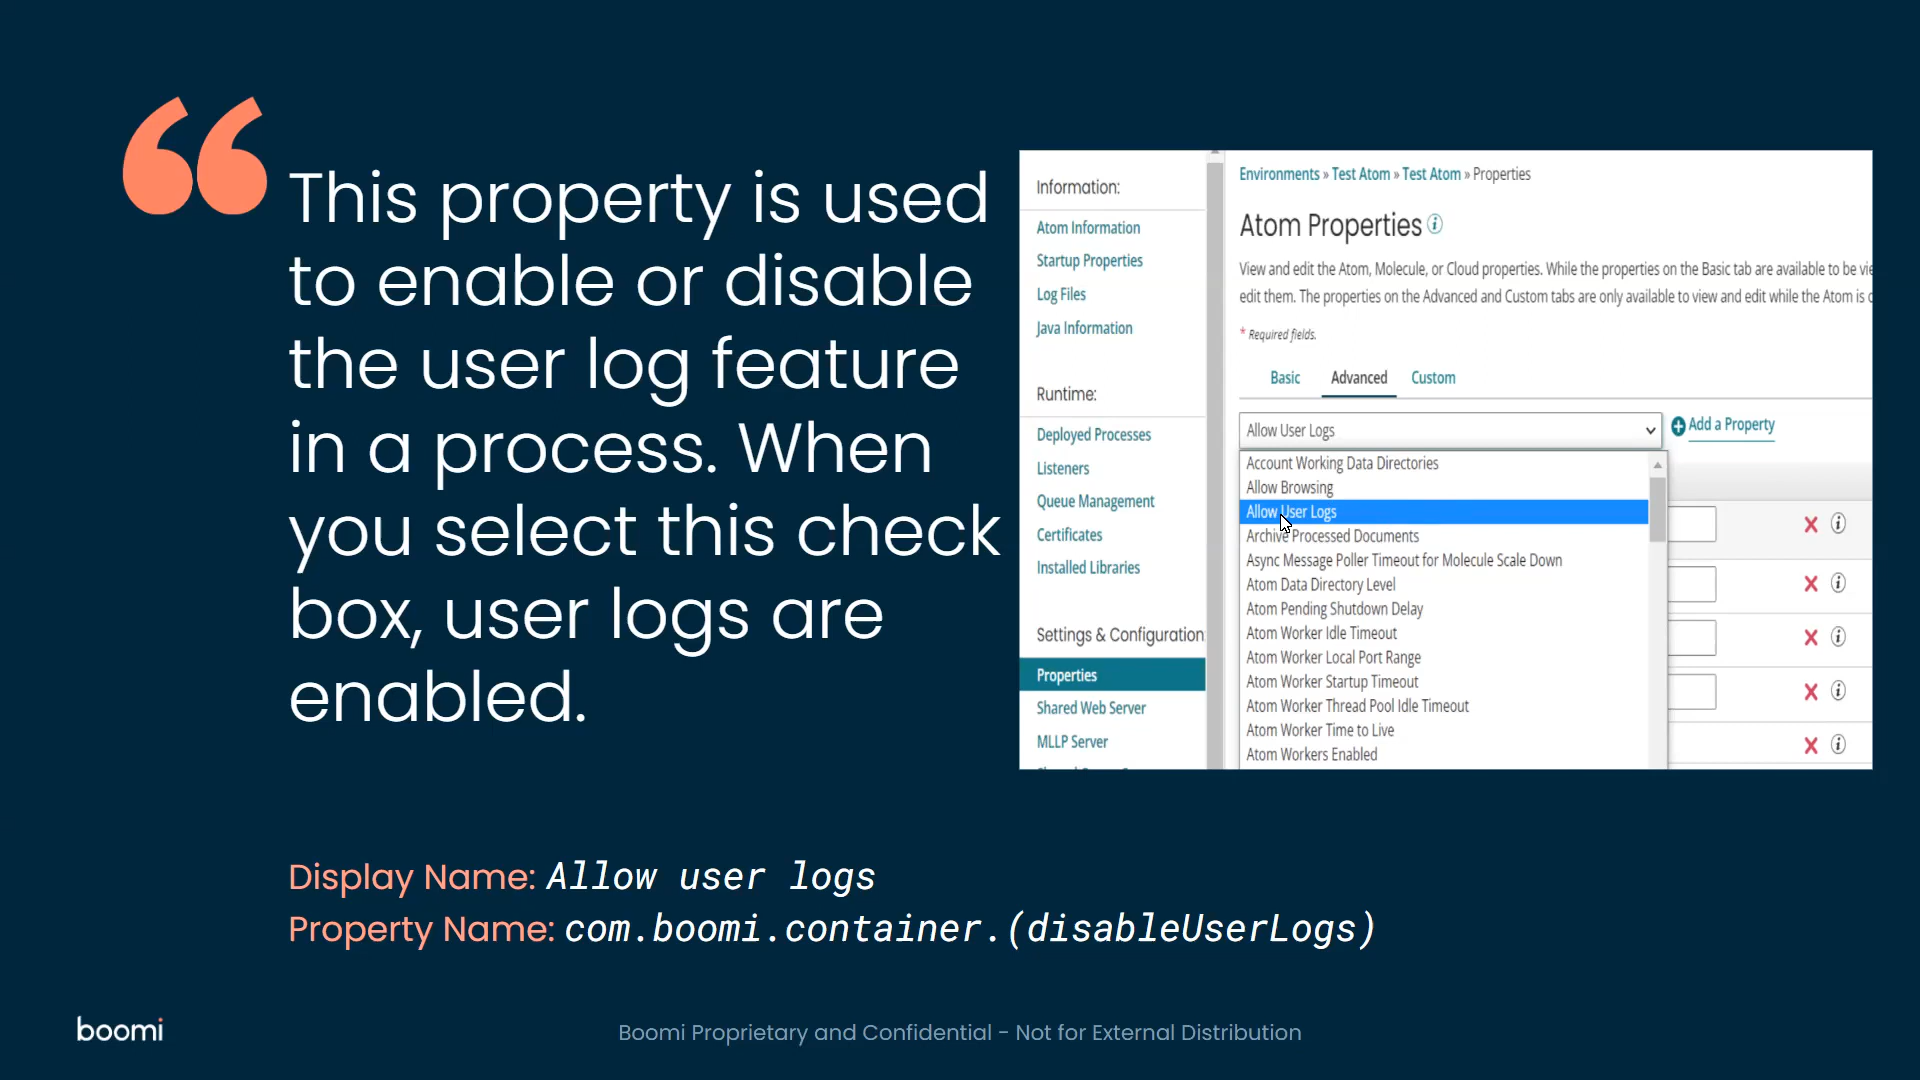 This property is used
to enable or disable
the user log feature
in a process. When
you select this check
box, user logs are
enabled.
Display Name: Allow user logs
Property Name: com.boomi.container.(disableUserLogs)
Information:
Atom Information
Startup Properties
Log Files
Java Information
Runtime:
Deployed Processes
Listeners
Queue Management
Certificates
Installed Libraries
Settings & Configuration
Properties
Shared Web Server
MLLP Server
Environments » Test Atom » Test Atom » Properties
Atom Properties
View and edit the Atom, Molecule, or Cloud properties. While the properties on the Basic tab are available to be
edit them. The properties on the Advanced and Custom tabs are only available to view and edit while the Atom is
* Required fields.
Basic Advanced Custom
Allow User Logs
Add a Property
Account Working Data Directories
Allow Browsing
Allow User Logs
Archive Processed Documents
Async Message Poller Timeout for Molecule Scale Down
Atom Data Directory Level
Atom Pending Shutdown Delay
Atom Worker Idle Timeout
Atom Worker Local Port Range
Atom Worker Startup Timeout
Atom Worker Thread Pool Idle Timeout
Atom Worker Time to Live
Atom Workers Enabled
boomi
Boomi Proprietary and Confidential - Not for External Distribution